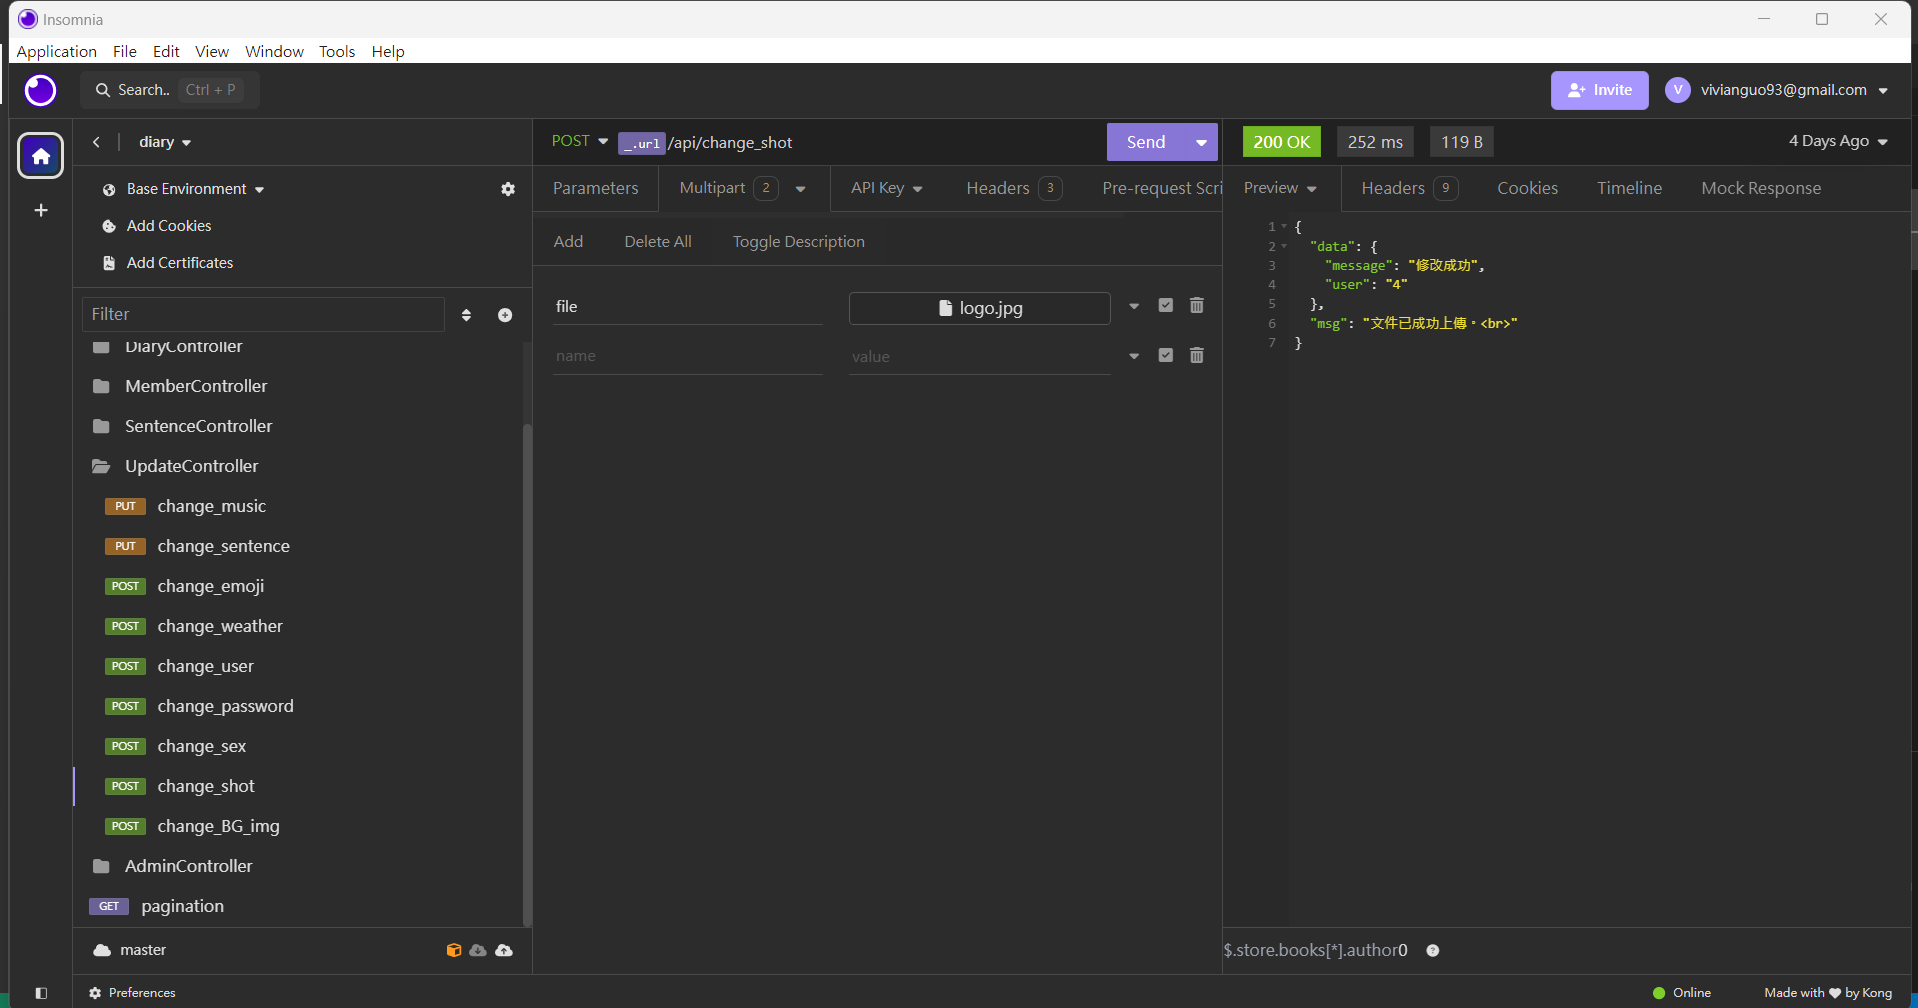 Insomnia
Application File Edit View Window Tools Help
Search.. Ctrl + P
Invite
V vivianguo93@gmail.com
diary
Base Environment
Add Cookies
Add Certificates
Filter
DiaryController
MemberController
SentenceController
UpdateController
PUT change_music
PUT change_sentence
POST change_emoji
POST change_weather
POST change_user
POST change_password
POST change_sex
POST change_shot
POST change_BG_img
AdminController
GET pagination
master
Preferences
POST _.url /api/change_shot Send
Parameters Multipart 2 API Key Headers 3 Pre-request Scri
Add Delete All Toggle Description
file logo.jpg
name value
200 OK 252 ms 119 B 4 Days Ago
Preview Headers 9 Cookies Timeline Mock Response
1 {
2 "data": {
3 "message": "修改成功",
4 "user": "4"
5 },
6 "msg": "文件已成功上傳。<br>"
7 }
$.store.books[*].author0
Online Made with ♥ by Kong